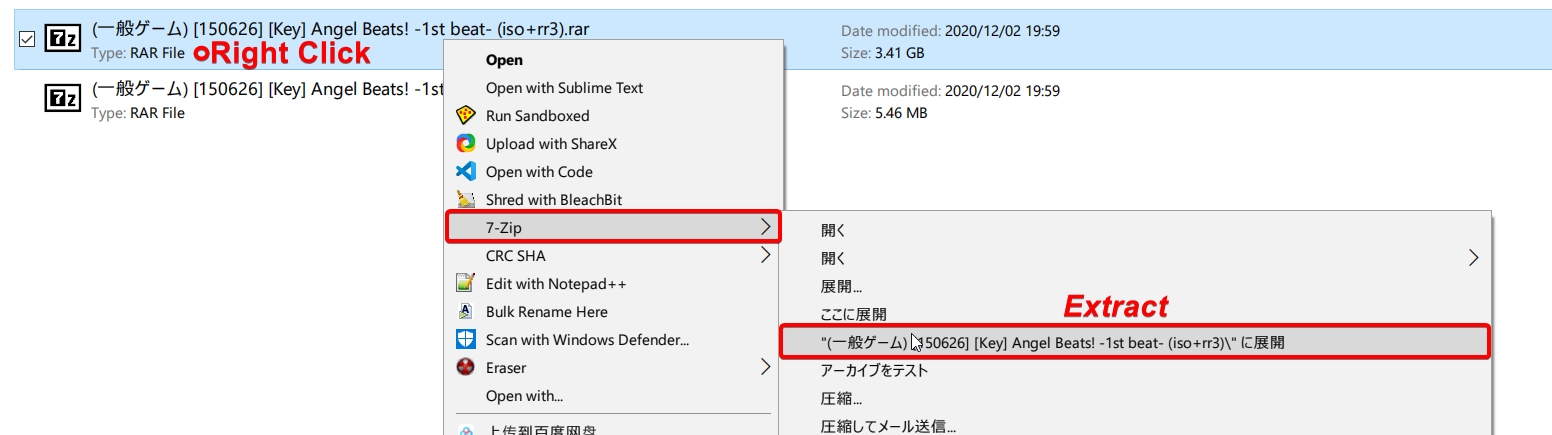 (一般ゲーム) [150626] [Key] Angel Beats! -1st beat- (iso+rr3).rar
Type: RAR File
Right Click
Date modified: 2020/12/02 19:59
Size: 3.41 GB
(一般ゲーム) [150626] [Key] Angel Beats! -1st
Type: RAR File
Date modified: 2020/12/02 19:59
Size: 5.46 MB
Open
Open with Sublime Text
Run Sandboxed
Upload with ShareX
Open with Code
Shred with BleachBit
7-Zip
CRC SHA
Edit with Notepad++
Bulk Rename Here
Scan with Windows Defender...
Eraser
Open with...
上传到百度网盘
開く
開く
展開...
ここに展開
Extract
"(一般ゲーム) [150626] [Key] Angel Beats! -1st beat- (iso+rr3)\" に展開
アーカイブをテスト
圧縮...
圧縮してメール送信...